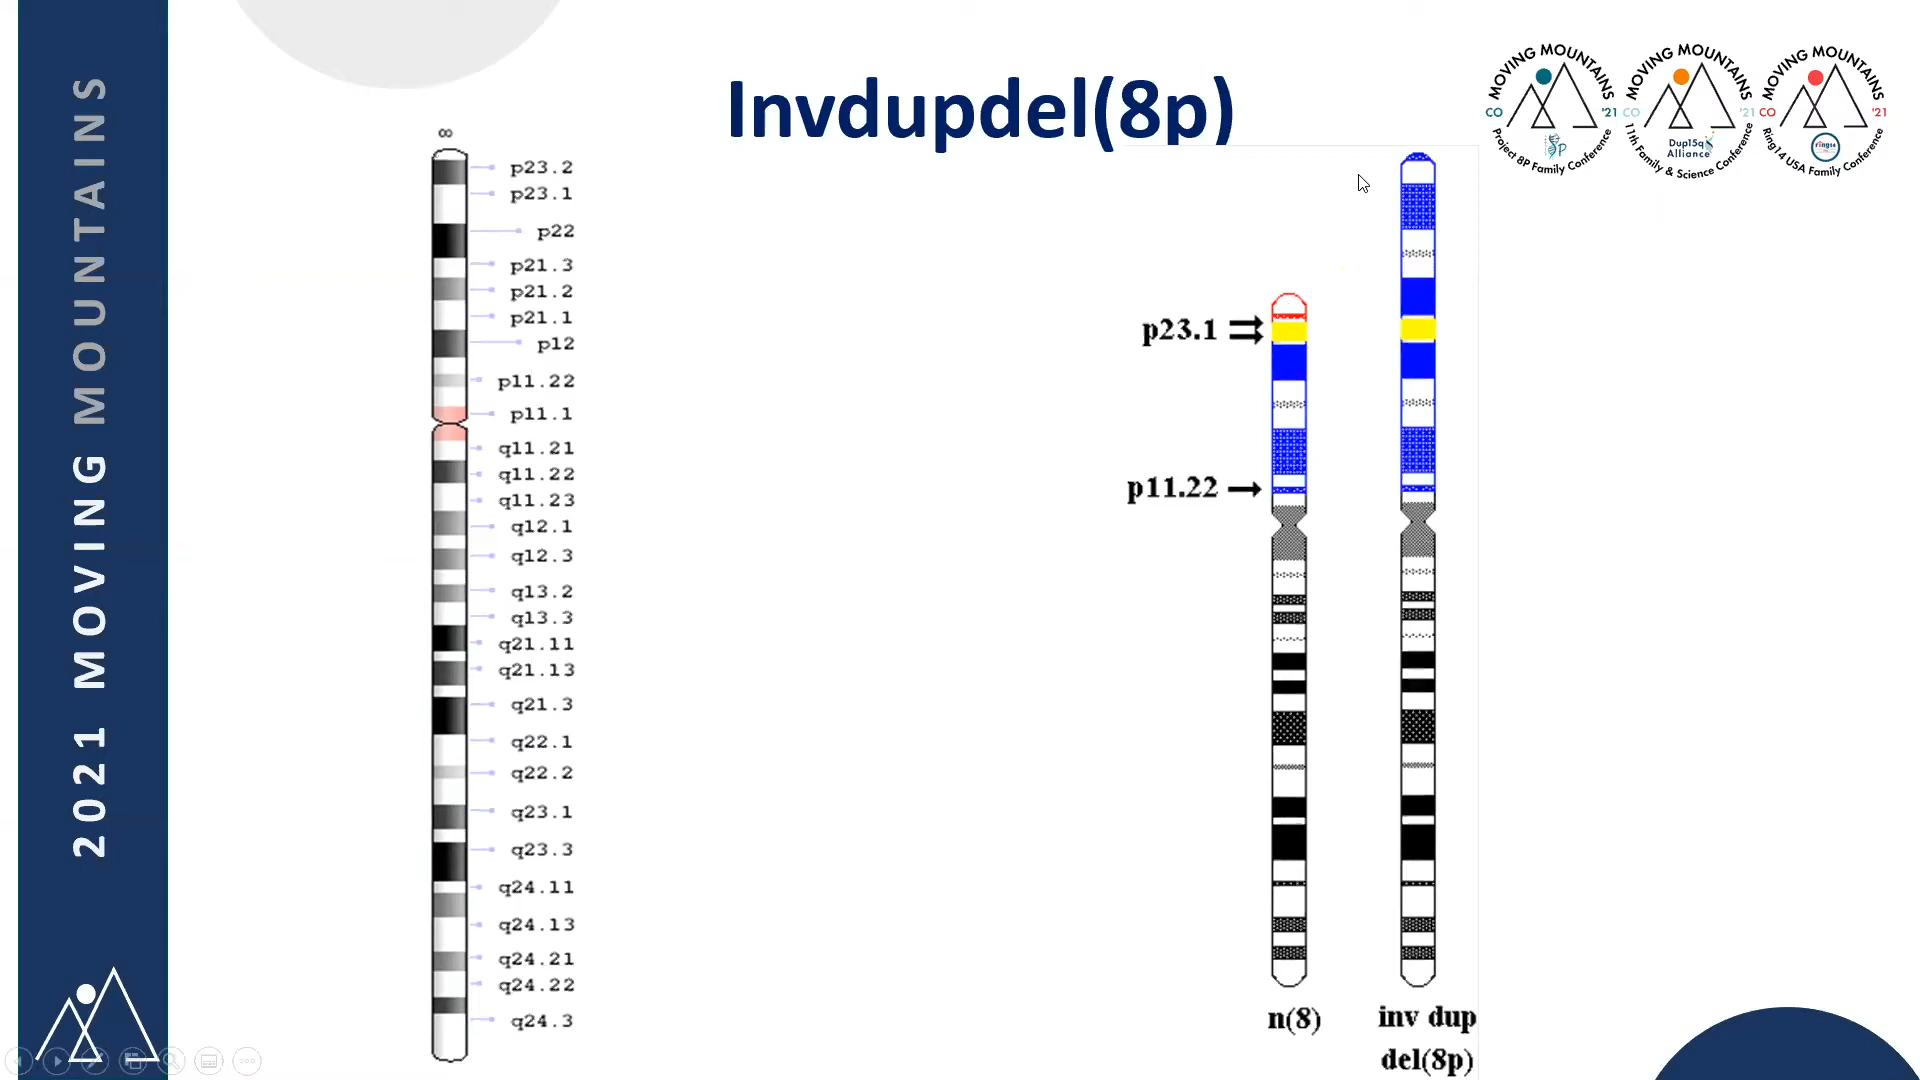 2021 MOVING MOUNTAINS
Invdupdel(8p)
MOVING MOUNTAINS
CO '21
Project 8P Family Conference
8P
MOVING MOUNTAINS
CO '21
Dup15q
Alliance
11th Family & Science Conference
MOVING MOUNTAINS
CO '21
ring14
Ring14 USA Family Conference
8
p23.2
p23.1
p22
p21.3
p21.2
p21.1
p12
p11.22
p11.1
q11.21
q11.22
q11.23
q12.1
q12.3
q13.2
q13.3
q21.11
q21.13
q21.3
q22.1
q22.2
q23.1
q23.3
q24.11
q24.13
q24.21
q24.22
q24.3
p23.1
p11.22
n(8)
inv dup
del(8p)